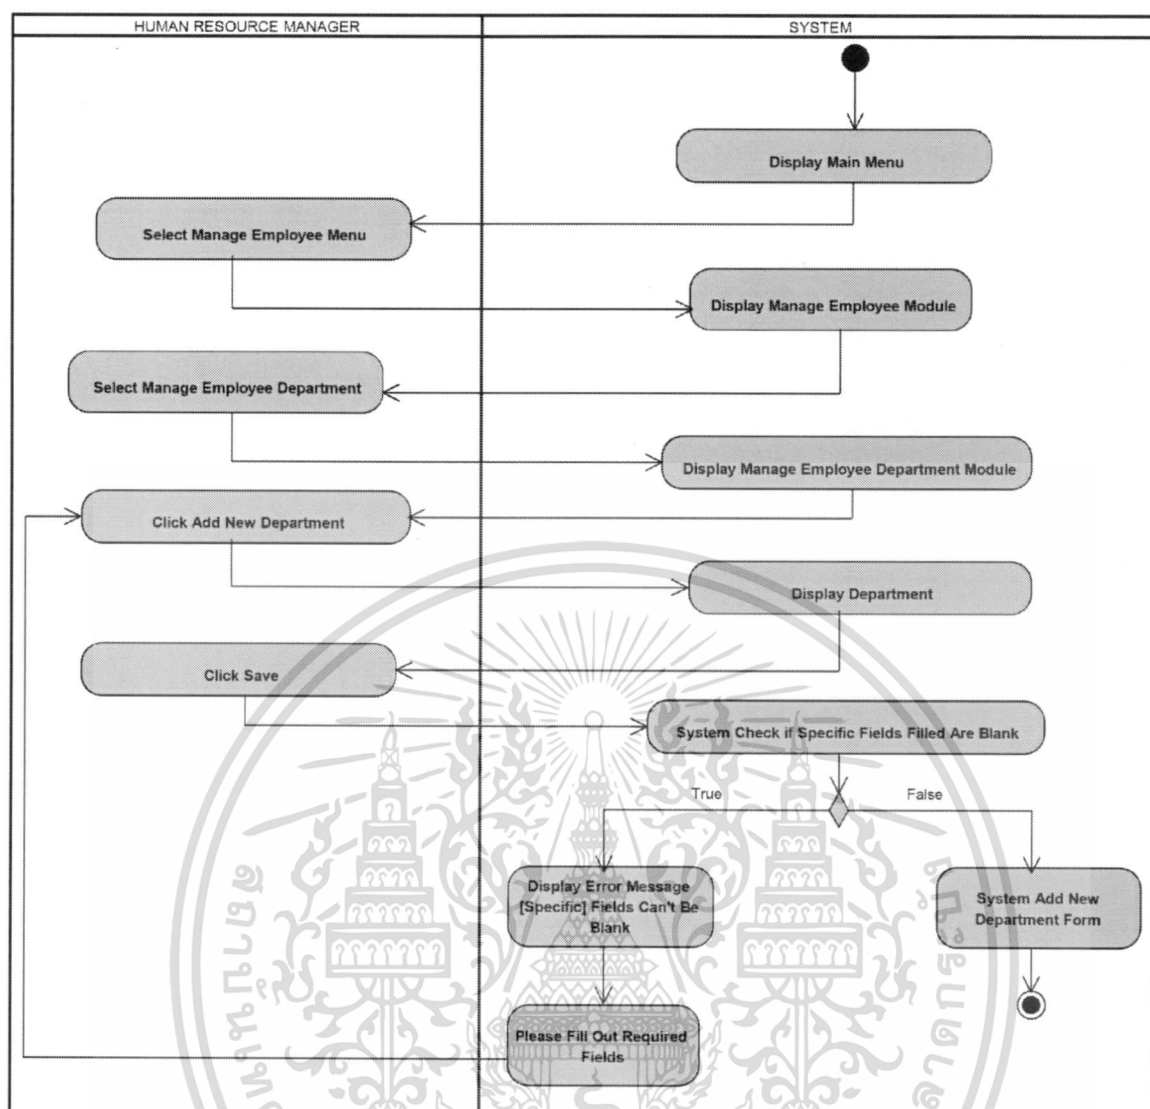 HUMAN RESOURCE MANAGER
SYSTEM
Display Main Menu
Select Manage Employee Menu
Display Manage Employee Module
Select Manage Employee Department
Display Manage Employee Department Module
Click Add New Department
Display Department
Click Save
System Check if Specific Fields Filled Are Blank
True
False
Display Error Message
[Specific] Fields Can't Be
Blank
System Add New
Department Form
Please Fill Out Required
Fields